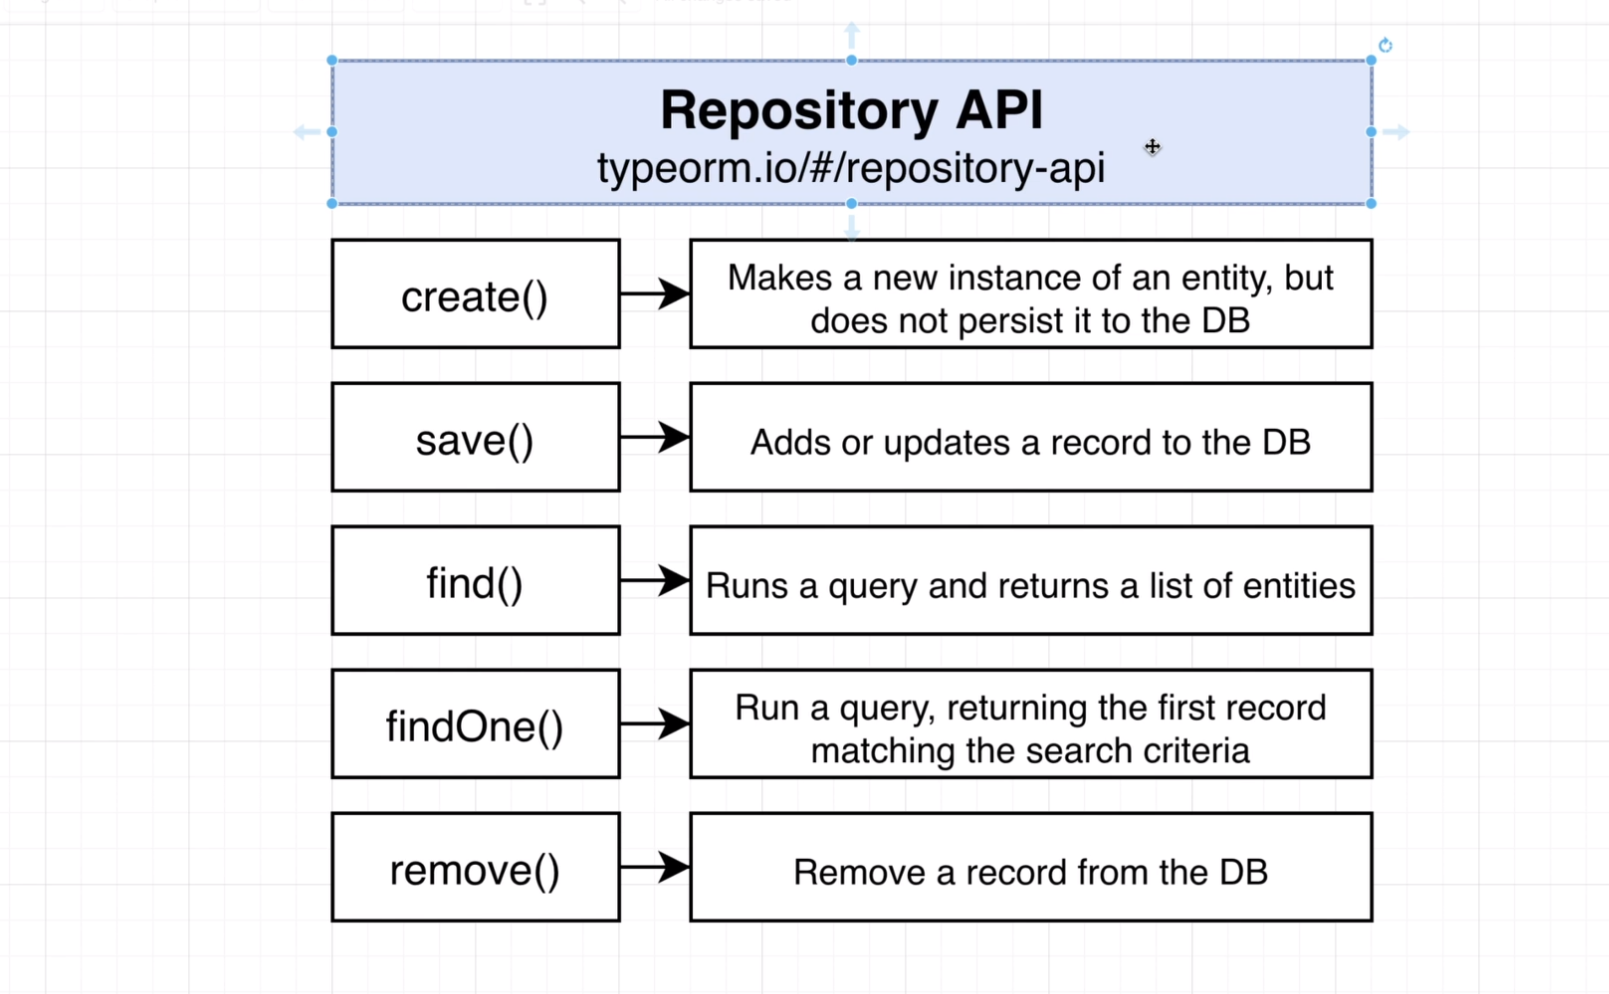 Repository API
typeorm.io/#/repository-api
create()
Makes a new instance of an entity, but
does not persist it to the DB
save()
Adds or updates a record to the DB
find()
Runs a query and returns a list of entities
findOne()
Run a query, returning the first record
matching the search criteria
remove()
Remove a record from the DB